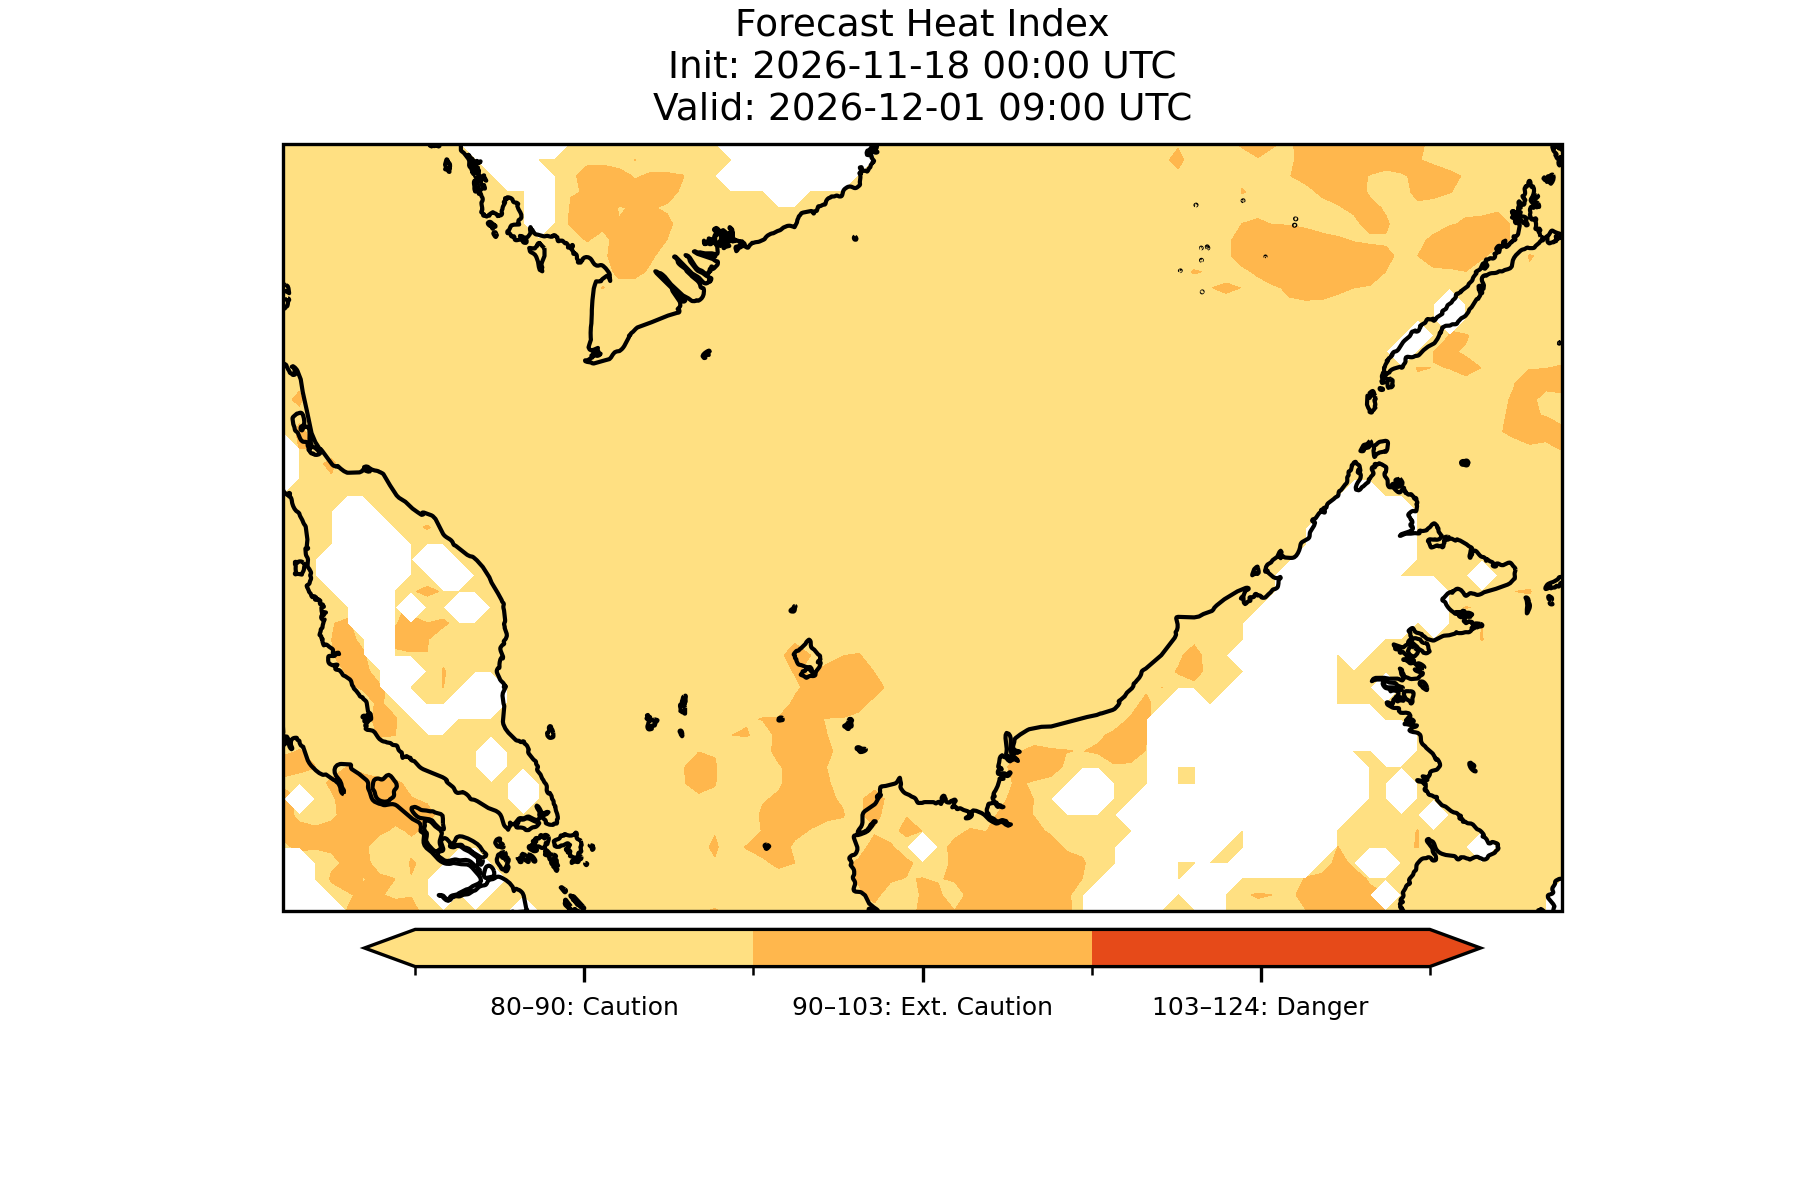 Forecast Heat Index
Init: 2026-11-18 00:00 UTC
Valid: 2026-12-01 09:00 UTC
80–90: Caution
90–103: Ext. Caution
103–124: Danger